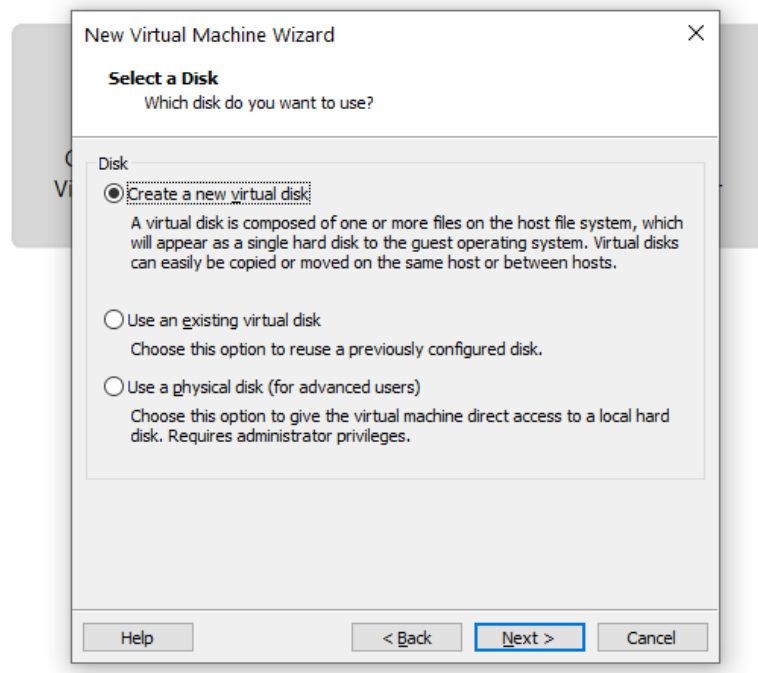 New Virtual Machine Wizard
Select a Disk
Which disk do you want to use?
Disk
Create a new virtual disk
A virtual disk is composed of one or more files on the host file system, which
will appear as a single hard disk to the guest operating system. Virtual disks
can easily be copied or moved on the same host or between hosts.
Use an existing virtual disk
Choose this option to reuse a previously configured disk.
Use a physical disk (for advanced users)
Choose this option to give the virtual machine direct access to a local hard
disk. Requires administrator privileges.
Help
< Back
Next >
Cancel